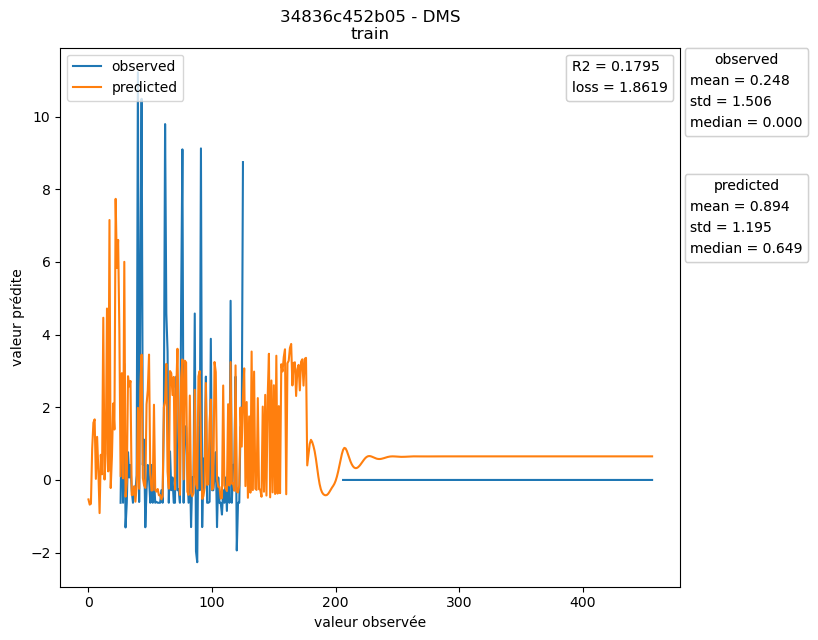 34836c452b05 - DMS
train
observed
predicted
R2 = 0.1795
loss = 1.8619
observed
mean = 0.248
std = 1.506
median = 0.000
predicted
mean = 0.894
std = 1.195
median = 0.649
valeur prédite
10
8
6
4
2
0
−2
0
100
200
300
400
valeur observée